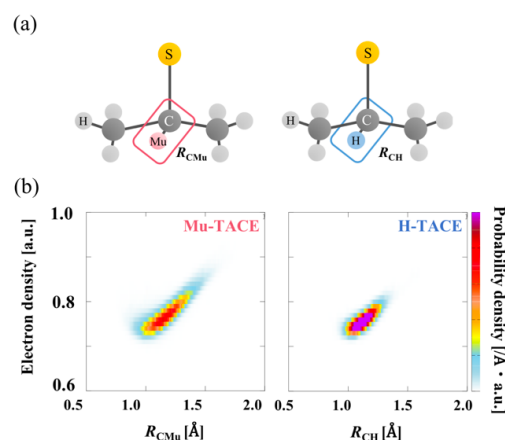 (a)
S
S
H
C
Mu
R_CMu
H
C
H
R_CH
(b)
Electron density [a.u.]
1.0
0.8
0.6
Mu-TACE
H-TACE
0.5 1.0 1.5 2.0
0.5 1.0 1.5 2.0
R_CMu [Å]
R_CH [Å]
Probability density [/A・a.u.]